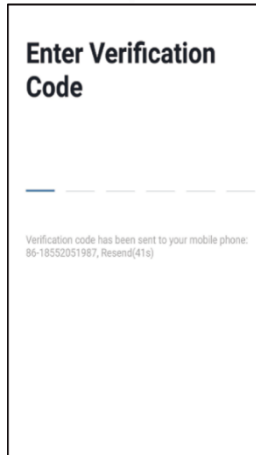 Enter Verification
Code
Verification code has been sent to your mobile phone:
86-18552051987, Resend(41s)